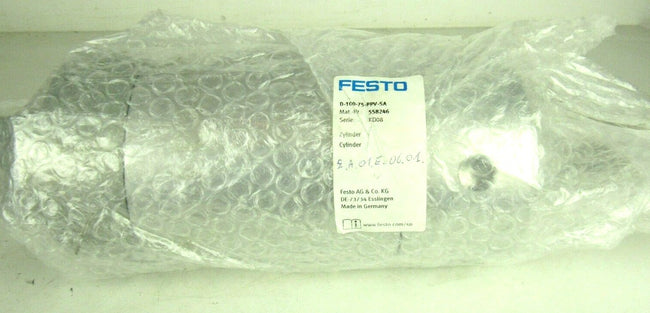 FESTO
D-100-75-PPV-SA
Mat.-Nr. 558246
Serie KD08
Zylinder
Cylinder
Festo AG & Co. KG
DE-73734 Esslingen
Made in Germany
www.festo.com/sp